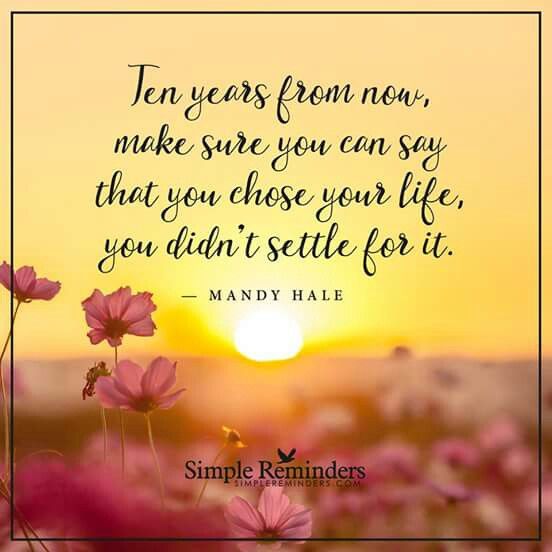 Ten years from now,
make sure you can say
that you chose your life,
you didn't settle for it.
— MANDY HALE
Simple Reminders
SIMPLEREMINDERS.COM